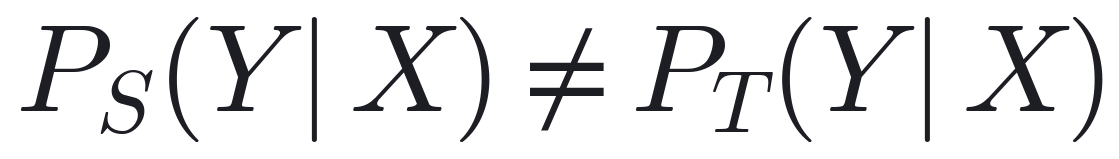 P_S(Y| X) ≠ P_T(Y| X)